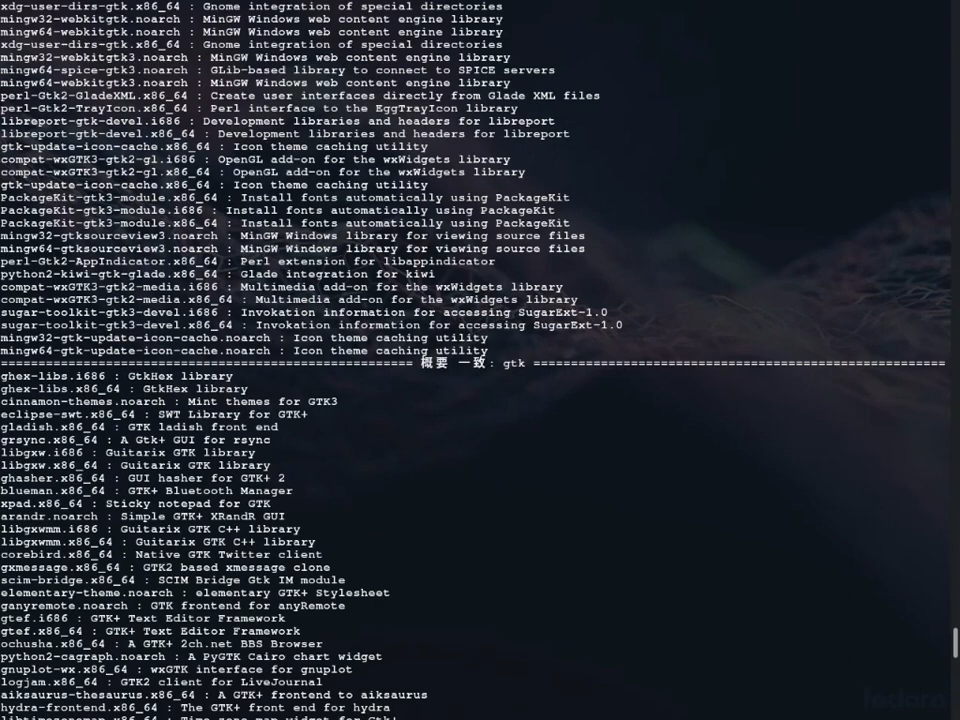 xdg-user-dirs-gtk.x86_64 : Gnome integration of special directories
mingw32-webkitgtk.noarch : MinGW Windows web content engine library
mingw64-webkitgtk.noarch : MinGW Windows web content engine library
xdg-user-dirs-gtk.x86_64 : Gnome integration of special directories
mingw32-webkitgtk3.noarch : MinGW Windows web content engine library
mingw64-spice-gtk3.noarch : GLib-based library to connect to SPICE servers
mingw64-webkitgtk3.noarch : MinGW Windows web content engine library
perl-Gtk2-GladeXML.x86_64 : Create user interfaces directly from Glade XML files
perl-Gtk2-TrayIcon.x86_64 : Perl interface to the EggTrayIcon library
libreport-gtk-devel.i686 : Development libraries and headers for libreport
libreport-gtk-devel.x86_64 : Development libraries and headers for libreport
gtk-update-icon-cache.x86_64 : Icon theme caching utility
compat-wxGTK3-gtk2-gl.i686 : OpenGL add-on for the wxWidgets library
compat-wxGTK3-gtk2-gl.x86_64 : OpenGL add-on for the wxWidgets library
gtk-update-icon-cache.x86_64 : Icon theme caching utility
PackageKit-gtk3-module.x86_64 : Install fonts automatically using PackageKit
PackageKit-gtk3-module.i686 : Install fonts automatically using PackageKit
PackageKit-gtk3-module.x86_64 : Install fonts automatically using PackageKit
mingw32-gtksourceview3.noarch : MinGW Windows library for viewing source files
mingw64-gtksourceview3.noarch : MinGW Windows library for viewing source files
perl-Gtk2-AppIndicator.x86_64 : Perl extension for libappindicator
python2-kiwi-gtk-glade.x86_64 : Glade integration for kiwi
compat-wxGTK3-gtk2-media.i686 : Multimedia add-on for the wxWidgets library
compat-wxGTK3-gtk2-media.x86_64 : Multimedia add-on for the wxWidgets library
sugar-toolkit-gtk3-devel.i686 : Invokation information for accessing SugarExt-1.0
sugar-toolkit-gtk3-devel.x86_64 : Invokation information for accessing SugarExt-1.0
mingw32-gtk-update-icon-cache.noarch : Icon theme caching utility
mingw64-gtk-update-icon-cache.noarch : Icon theme caching utility
======================================================= 概要 一致: gtk =======================================================
ghex-libs.i686 : GtkHex library
ghex-libs.x86_64 : GtkHex library
cinnamon-themes.noarch : Mint themes for GTK3
eclipse-swt.x86_64 : SWT Library for GTK+
gladish.x86_64 : GTK ladish front end
grsync.x86_64 : A Gtk+ GUI for rsync
libgxw.i686 : Guitarix GTK library
libgxw.x86_64 : Guitarix GTK library
ghasher.x86_64 : GUI hasher for GTK+ 2
blueman.x86_64 : GTK+ Bluetooth Manager
xpad.x86_64 : Sticky notepad for GTK
arandr.noarch : Simple GTK+ XRandR GUI
libgxwmm.i686 : Guitarix GTK C++ library
libgxwmm.x86_64 : Guitarix GTK C++ library
corebird.x86_64 : Native GTK Twitter client
gxmessage.x86_64 : GTK2 based xmessage clone
scim-bridge.x86_64 : SCIM Bridge Gtk IM module
elementary-theme.noarch : elementary GTK+ Stylesheet
ganyremote.noarch : GTK frontend for anyRemote
gtef.i686 : GTK+ Text Editor Framework
gtef.x86_64 : GTK+ Text Editor Framework
ochusha.x86_64 : A GTK+ 2ch.net BBS Browser
python2-cagraph.noarch : A PyGTK Cairo chart widget
gnuplot-wx.x86_64 : wxGTK interface for gnuplot
logjam.x86_64 : GTK2 client for LiveJournal
aiksaurus-thesaurus.x86_64 : A GTK+ frontend to aiksaurus
hydra-frontend.x86_64 : The GTK+ front end for hydra
libtimezonemap.x86_64 : Time zone map widget for Gtk+
fedora